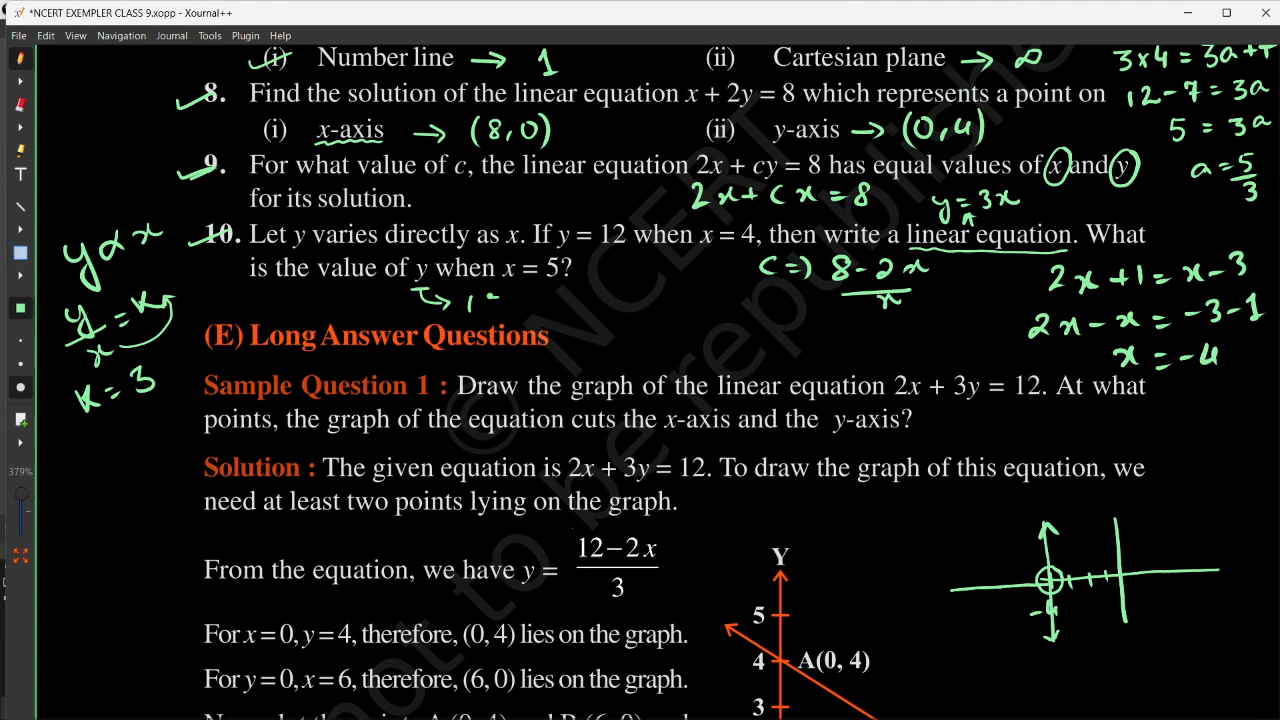 *NCERT EXEMPLER CLASS 9.xopp - Xournal++
File Edit View Navigation Journal Tools Plugin Help
(i) Number line → 1 (ii) Cartesian plane → ∞
3×4 = 3a+7
8. Find the solution of the linear equation x + 2y = 8 which represents a point on
12-7 = 3a
(i) x-axis → (8,0) (ii) y-axis → (0,4)
5 = 3a
9. For what value of c, the linear equation 2x + cy = 8 has equal values of x and y
a = 5/3
for its solution.
2x + cx = 8
y = 3x
10. Let y varies directly as x. If y = 12 when x = 4, then write a linear equation. What
is the value of y when x = 5?
c => 8-2x/x
y ∝ x
y/x = k
k = 3
2x + 1 = x - 3
2x - x = -3 - 1
x = -4
(E) Long Answer Questions
Sample Question 1 : Draw the graph of the linear equation 2x + 3y = 12. At what
points, the graph of the equation cuts the x-axis and the y-axis?
Solution : The given equation is 2x + 3y = 12. To draw the graph of this equation, we
need at least two points lying on the graph.
From the equation, we have y = 12-2x/3
For x = 0, y = 4, therefore, (0, 4) lies on the graph.
For y = 0, x = 6, therefore, (6, 0) lies on the graph.
Y
5
4
A(0, 4)
3
-4
379%
© NCERT
not to be republished